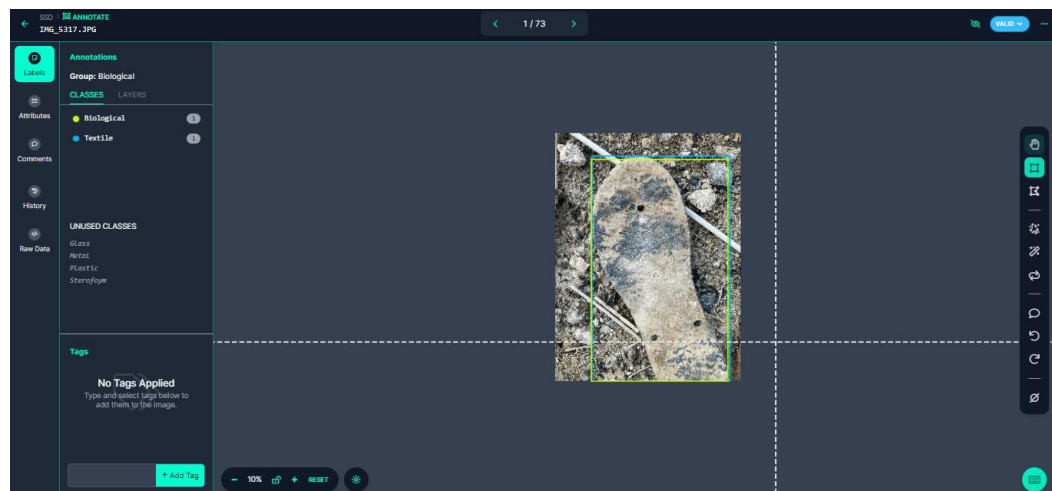 SSD > ANNOTATE
IMG_5317.JPG
1 / 73
VALID
Labels
Attributes
Comments
History
Raw Data
Annotations
Group: Biological
CLASSES LAYERS
Biological 1
Textile 1
UNUSED CLASSES
Glass
Metal
Plastic
Sterofoym
Tags
No Tags Applied
Type and select tags below to
add them to the image.
+ Add Tag
- 10% + RESET